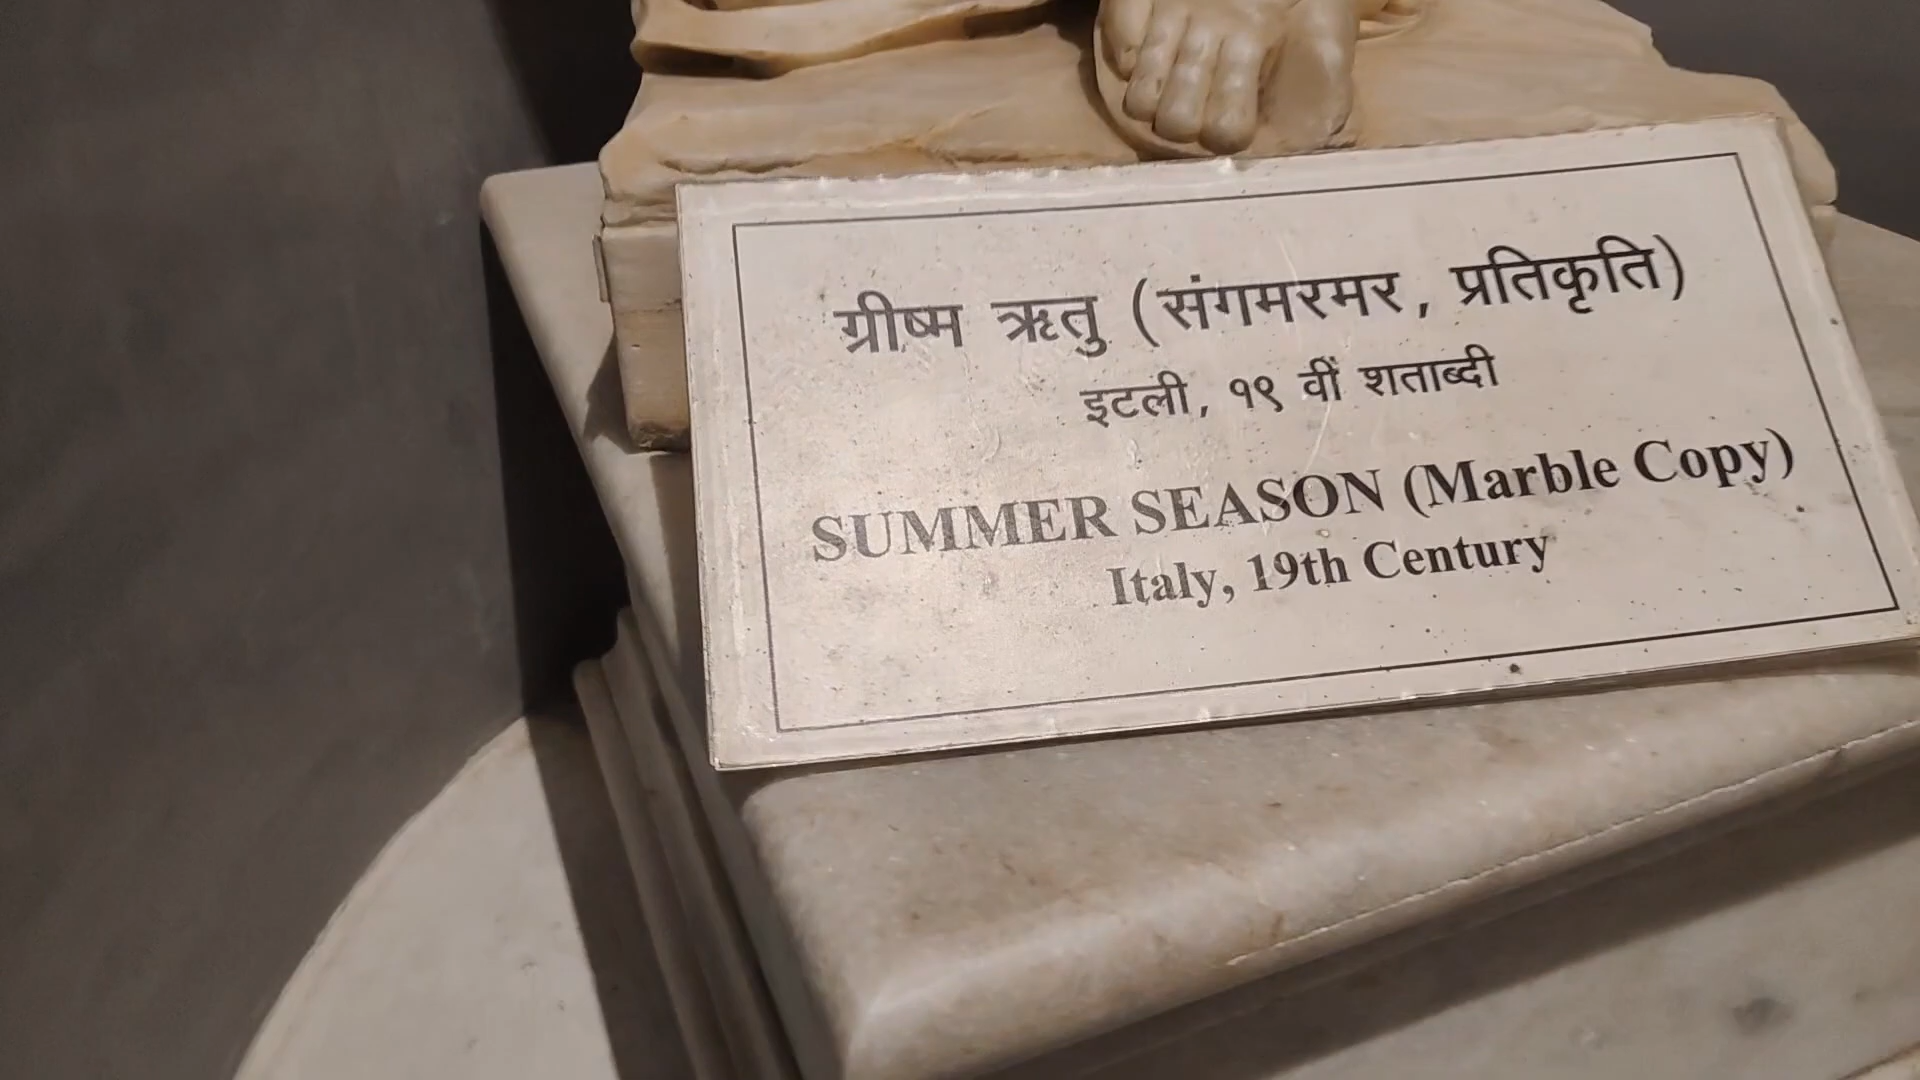 ग्रीष्म ऋतु (संगमरमर, प्रतिकृति)
इटली, १९ वीं शताब्दी
SUMMER SEASON (Marble Copy)
Italy, 19th Century